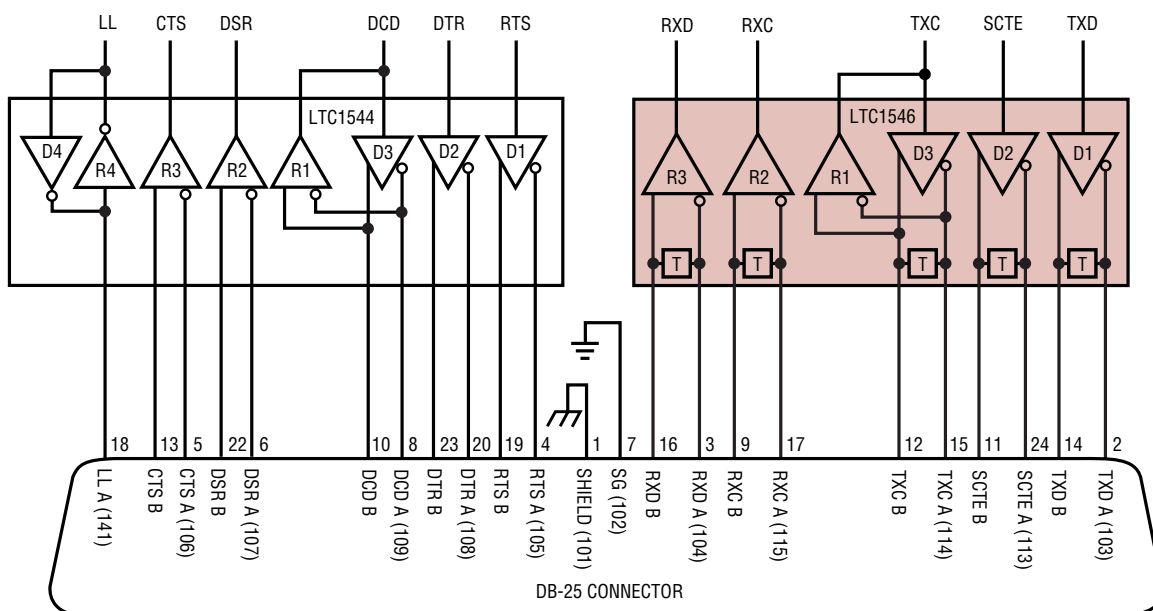 LL CTS DSR DCD DTR RTS RXD RXC TXC SCTE TXD
LTC1544 LTC1546
D4 R4 R3 R2 R1 D3 D2 D1 R3 R2 R1 D3 D2 D1
T T T T T
18 13 5 22 6 10 8 23 20 19 4 1 7 16 3 9 17 12 15 11 24 14 2
LL A (141)
CTS B
CTS A (106)
DSR B
DSR A (107)
DCD B
DCD A (109)
DTR B
DTR A (108)
RTS B
RTS A (105)
SHIELD (101)
SG (102)
RXD B
RXD A (104)
RXC B
RXC A (115)
TXC B
TXC A (114)
SCTE B
SCTE A (113)
TXD B
TXD A (103)
DB-25 CONNECTOR